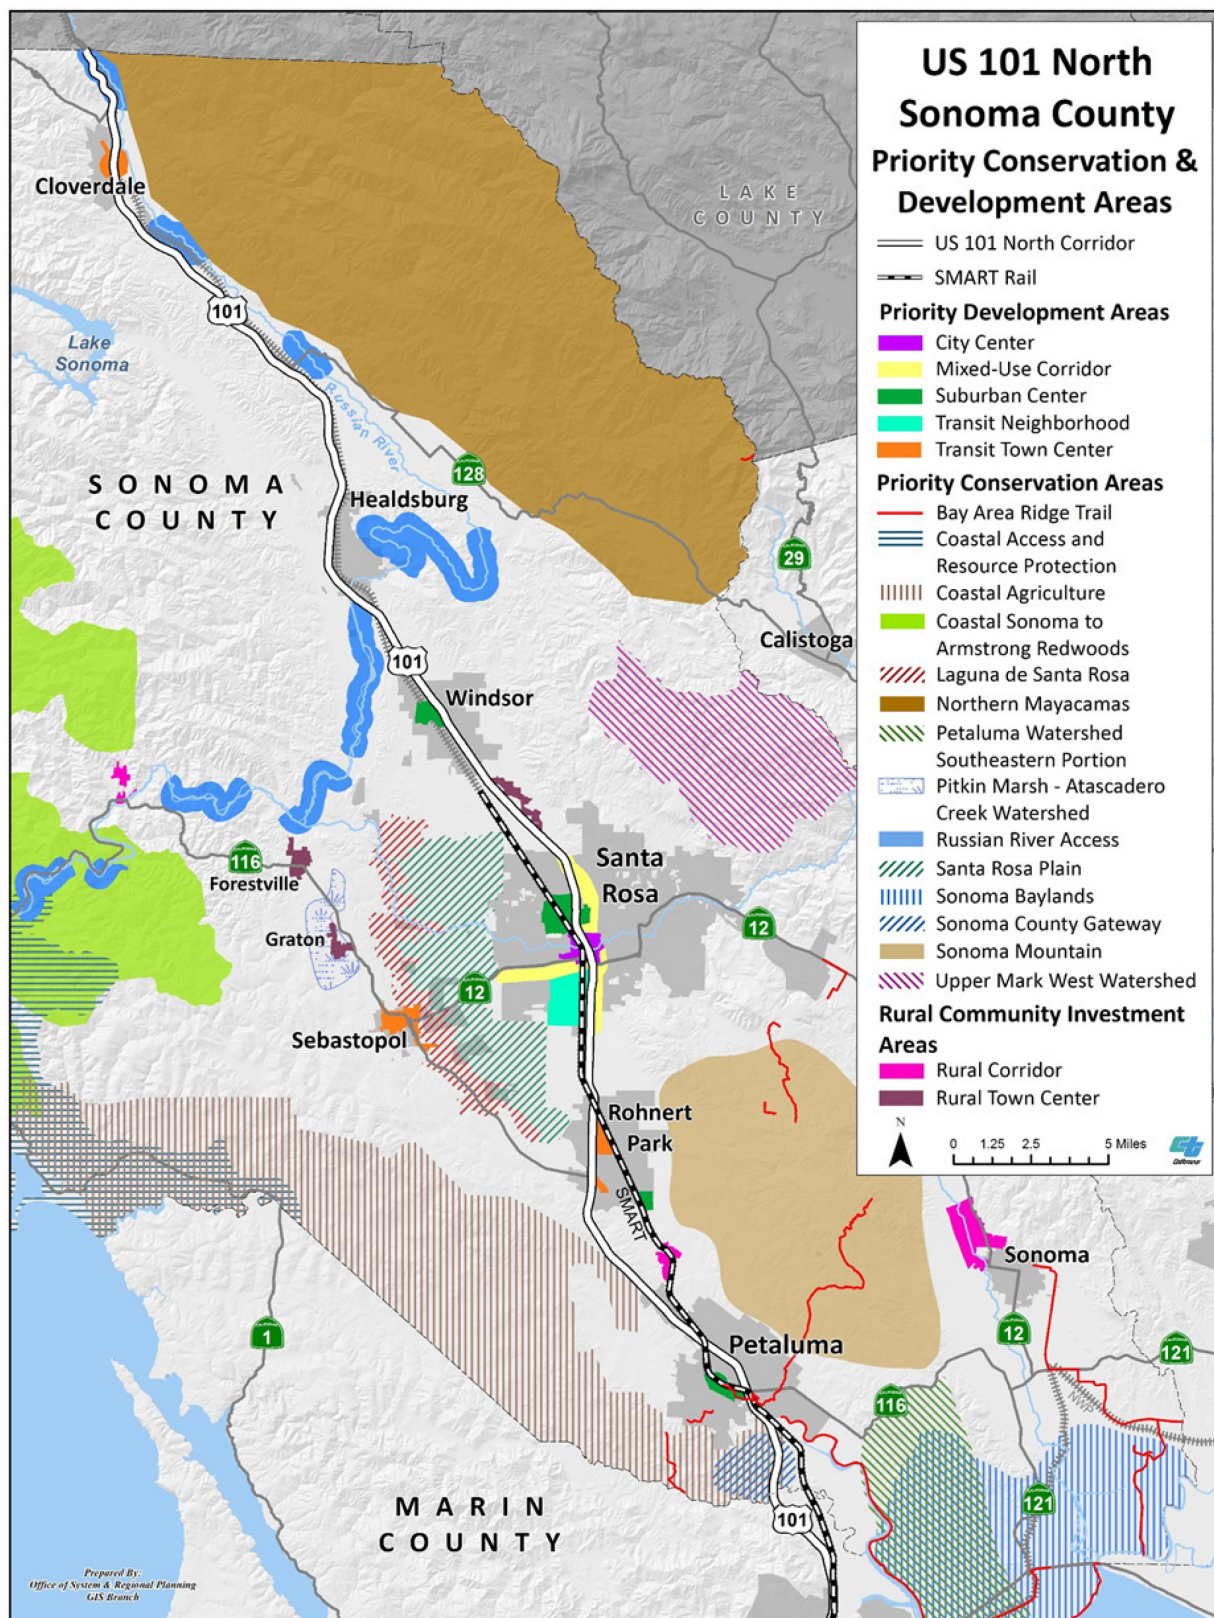 US 101 North
Sonoma County
Priority Conservation &
Development Areas
US 101 North Corridor
SMART Rail
Priority Development Areas
City Center
Mixed-Use Corridor
Suburban Center
Transit Neighborhood
Transit Town Center
Priority Conservation Areas
Bay Area Ridge Trail
Coastal Access and
Resource Protection
Coastal Agriculture
Coastal Sonoma to
Armstrong Redwoods
Laguna de Santa Rosa
Northern Mayacamas
Petaluma Watershed
Southeastern Portion
Pitkin Marsh - Atascadero
Creek Watershed
Russian River Access
Santa Rosa Plain
Sonoma Baylands
Sonoma County Gateway
Sonoma Mountain
Upper Mark West Watershed
Rural Community Investment
Areas
Rural Corridor
Rural Town Center
N
0 1.25 2.5 5 Miles
Caltrans
LAKE
COUNTY
Cloverdale
101
Lake
Sonoma
Russian River
128
SONOMA
COUNTY
Healdsburg
29
Calistoga
101
Windsor
Santa
Rosa
116
Forestville
Graton
12
12
Sebastopol
Rohnert
Park
SMART
Sonoma
1
Petaluma
12
121
116
NWP
121
101
MARIN
COUNTY
Prepared By:
Office of System & Regional Planning
GIS Branch